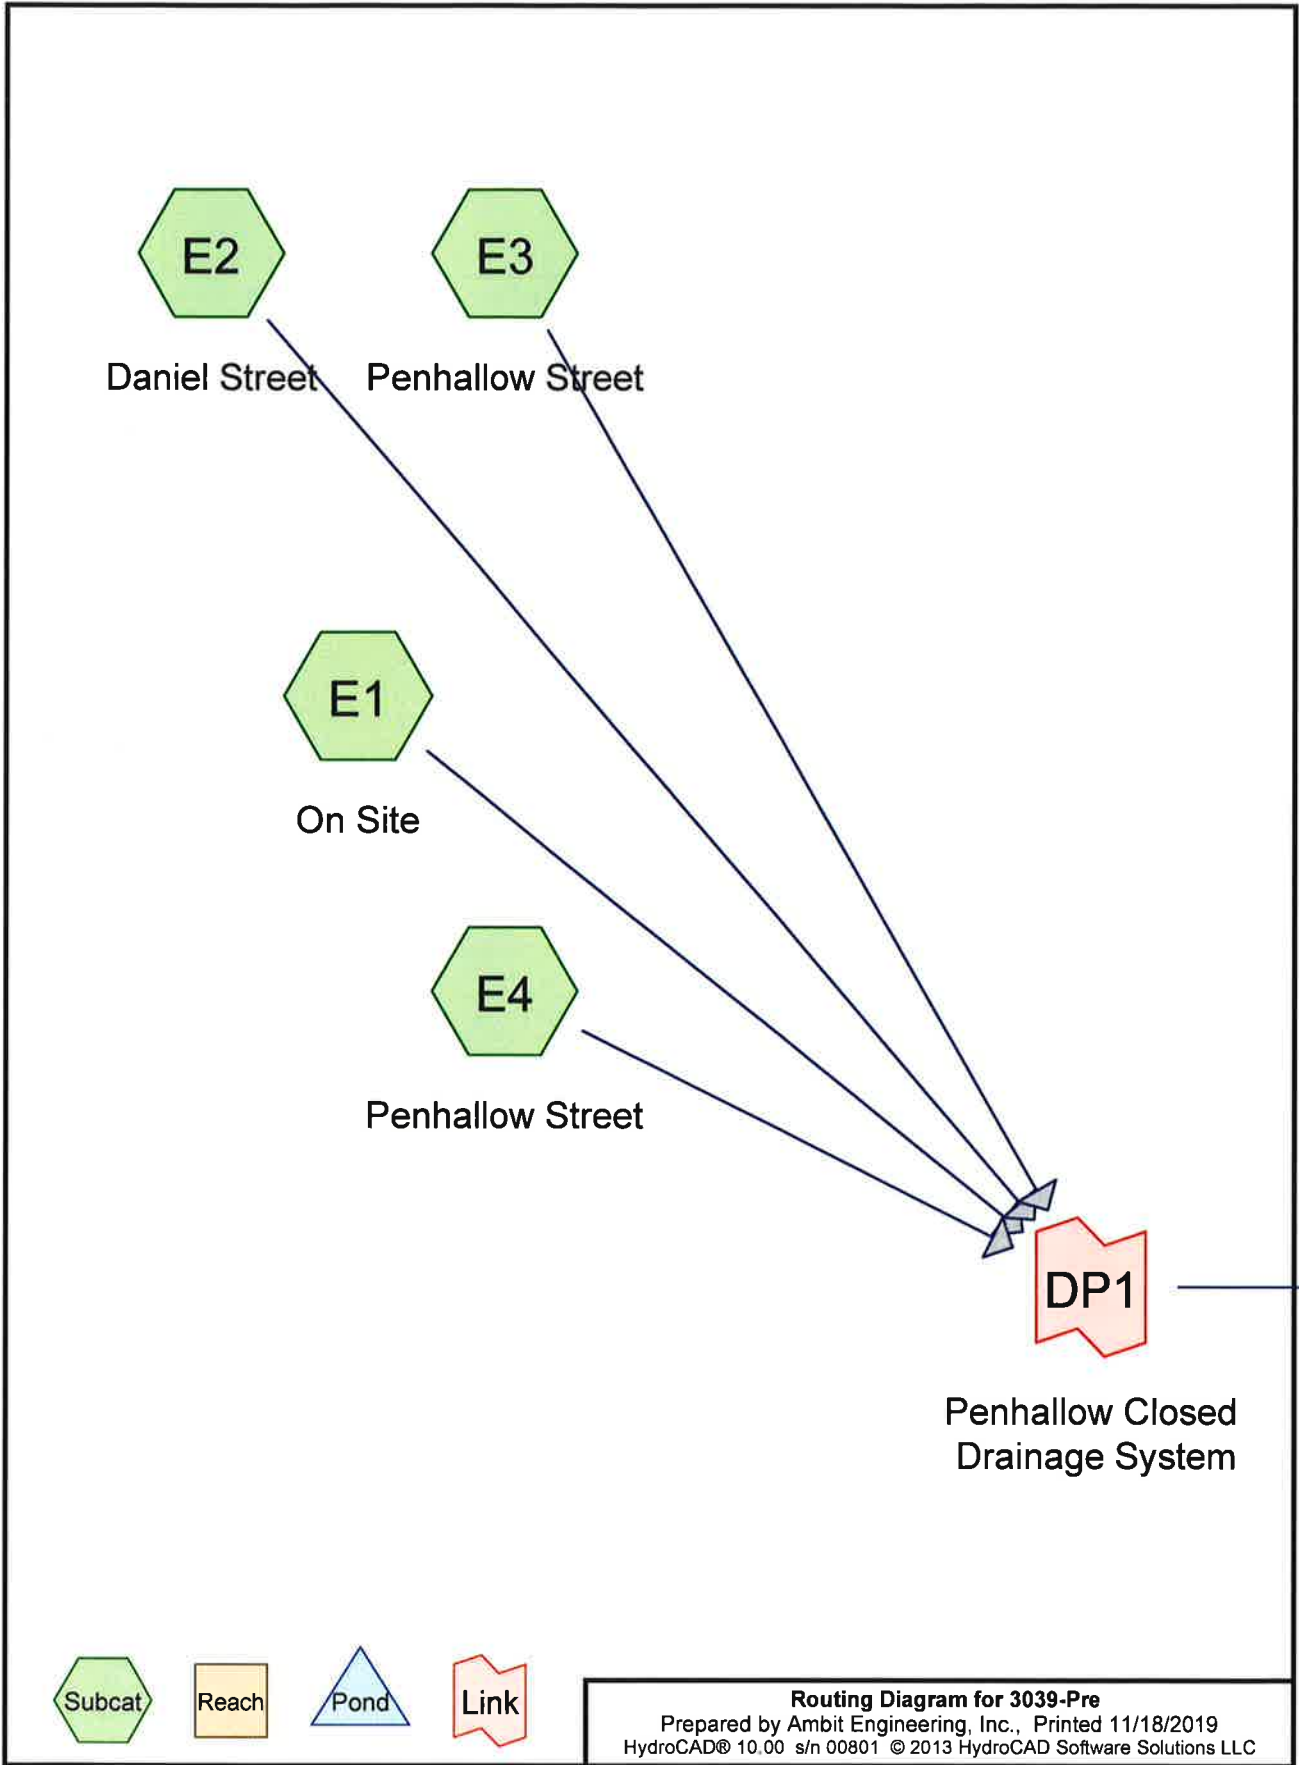 E2
E3
Daniel Street
Penhallow Street
E1
On Site
E4
Penhallow Street
DP1
Penhallow Closed
Drainage System
Subcat
Reach
Pond
Link
Routing Diagram for 3039-Pre
Prepared by Ambit Engineering, Inc., Printed 11/18/2019
HydroCAD® 10.00 s/n 00801 © 2013 HydroCAD Software Solutions LLC